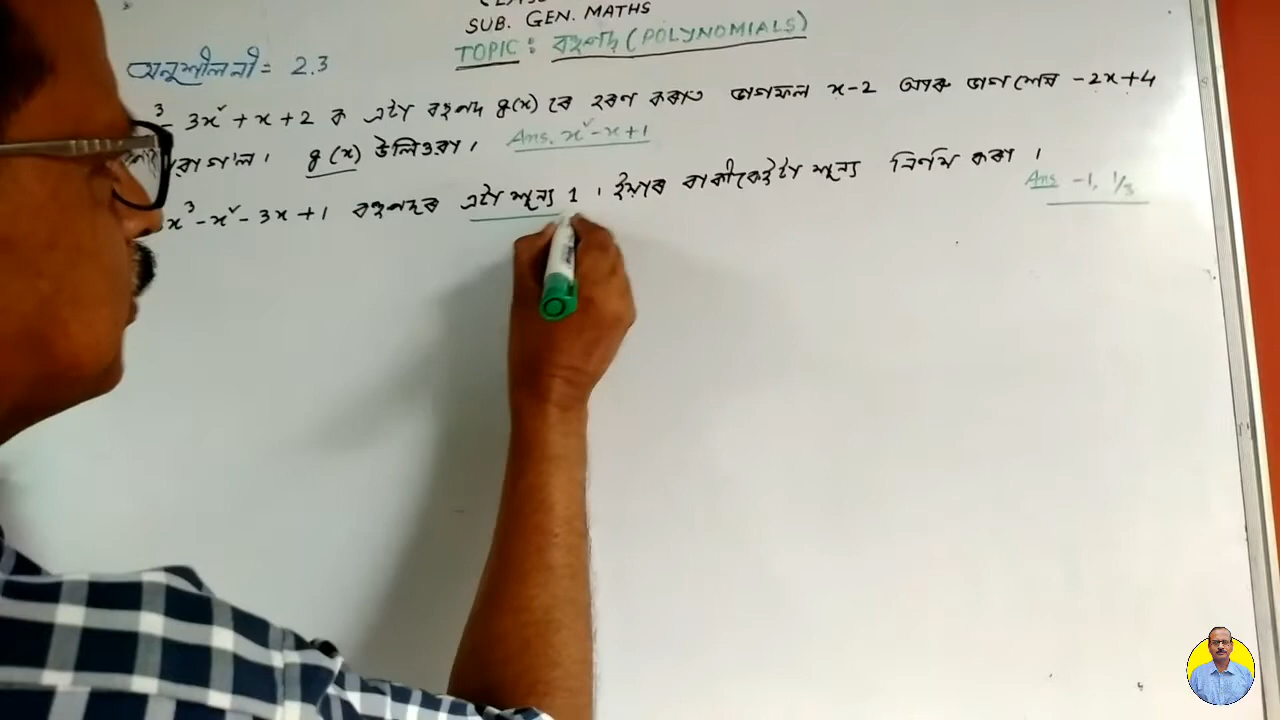 SUB. GEN. MATHS
TOPIC: বহুপদ (POLYNOMIALS)
অনুশীলনী = 2.3
³ - 3x² + x + 2 ক এটা বহুপদ g(x) ৰে হৰণ কৰাত ভাগফল x-2 আৰু ভাগশেষ -2x+4
g(x) উলিওৱা। Ans. x² - x + 1
x³ - x² - 3x + 1 বহুপদৰ এটা শূন্য 1। ইয়াৰ বাকীকেইটা শূন্য নিৰ্ণয় কৰা।
Ans -1, 1/3